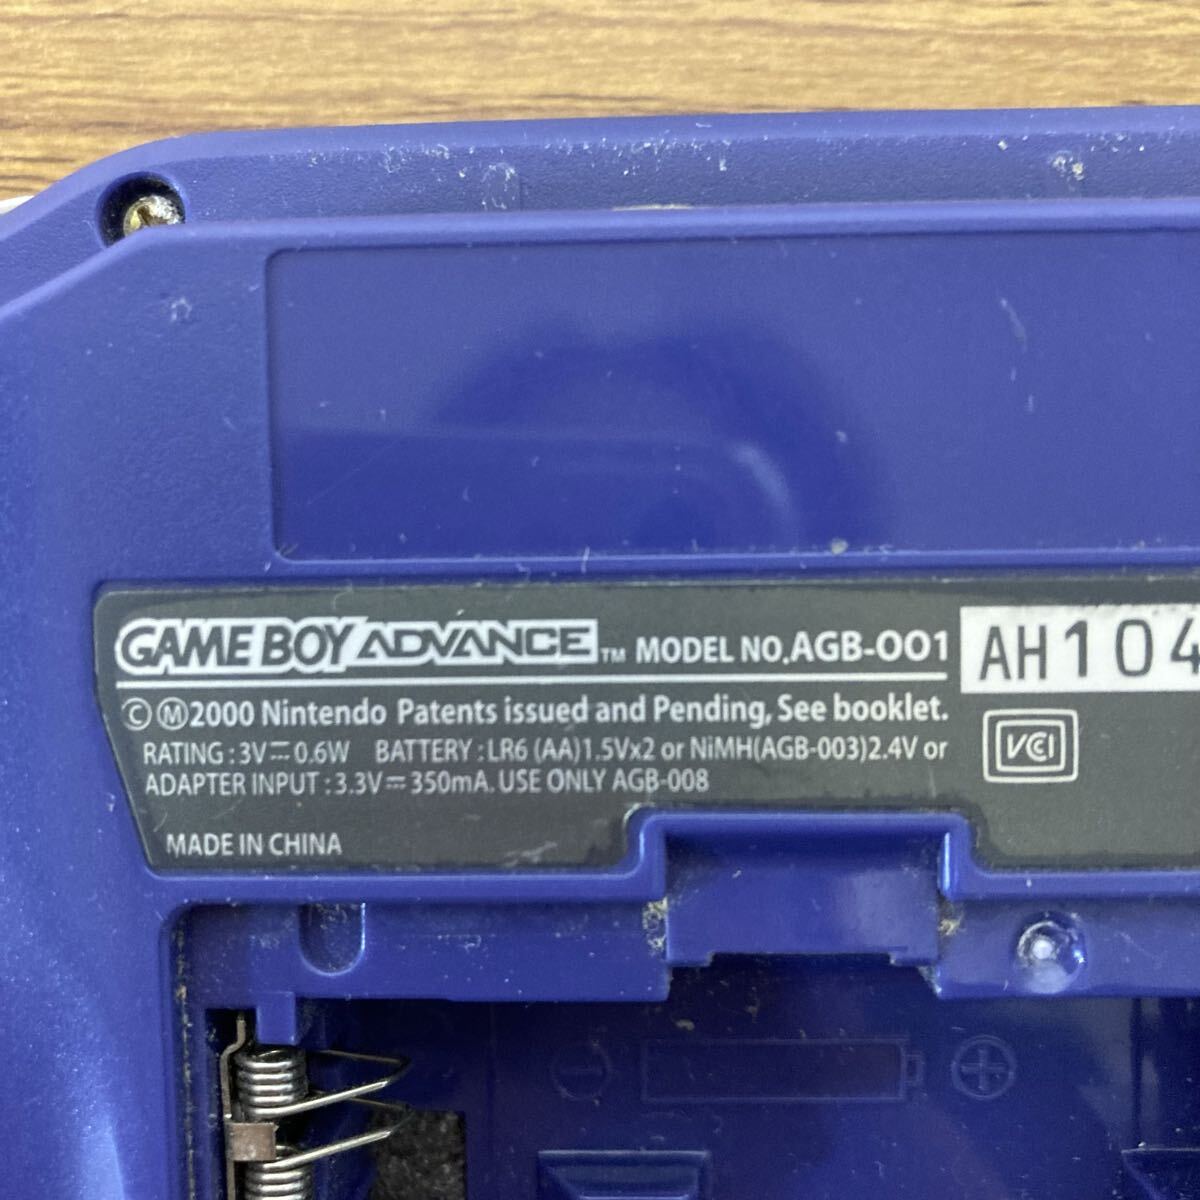 GAME BOY ADVANCE TM MODEL NO. AGB-001 AH104
© Ⓜ 2000 Nintendo Patents issued and Pending, See booklet.
VCCI
RATING : 3V⎓0.6W BATTERY : LR6 (AA)1.5Vx2 or NiMH(AGB-003)2.4V or
ADAPTER INPUT : 3.3V⎓350mA. USE ONLY AGB-008
MADE IN CHINA